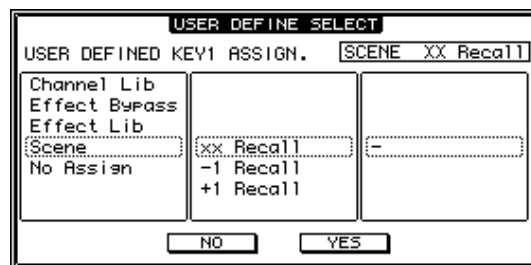 USER DEFINE SELECT
USER DEFINED KEY1 ASSIGN. SCENE XX Recall
Channel Lib
Effect Bypass
Effect Lib
Scene
No Assign
xx Recall
-1 Recall
+1 Recall
-
NO YES